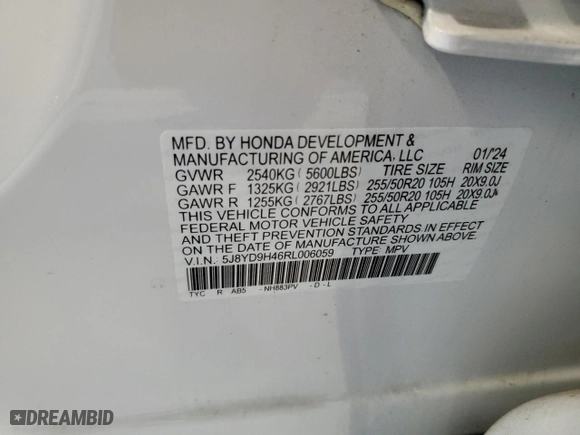 MFD. BY HONDA DEVELOPMENT &
MANUFACTURING OF AMERICA, LLC 01/24
GVWR 2540KG ( 5600LBS) TIRE SIZE RIM SIZE
GAWR F 1325KG ( 2921LBS) 255/50R20 105H 20X9.0J
GAWR R 1255KG ( 2767LBS) 255/50R20 105H 20X9.0J
THIS VEHICLE CONFORMS TO ALL APPLICABLE
FEDERAL MOTOR VEHICLE SAFETY
AND THEFT PREVENTION STANDARDS IN EFFECT
ON THE DATE OF MANUFACTURE SHOWN ABOVE.
V.I.N. 5J8YD9H46RL006059 TYPE: MPV
TYC R AB5 - NH883PV - D - L
DREAMBID